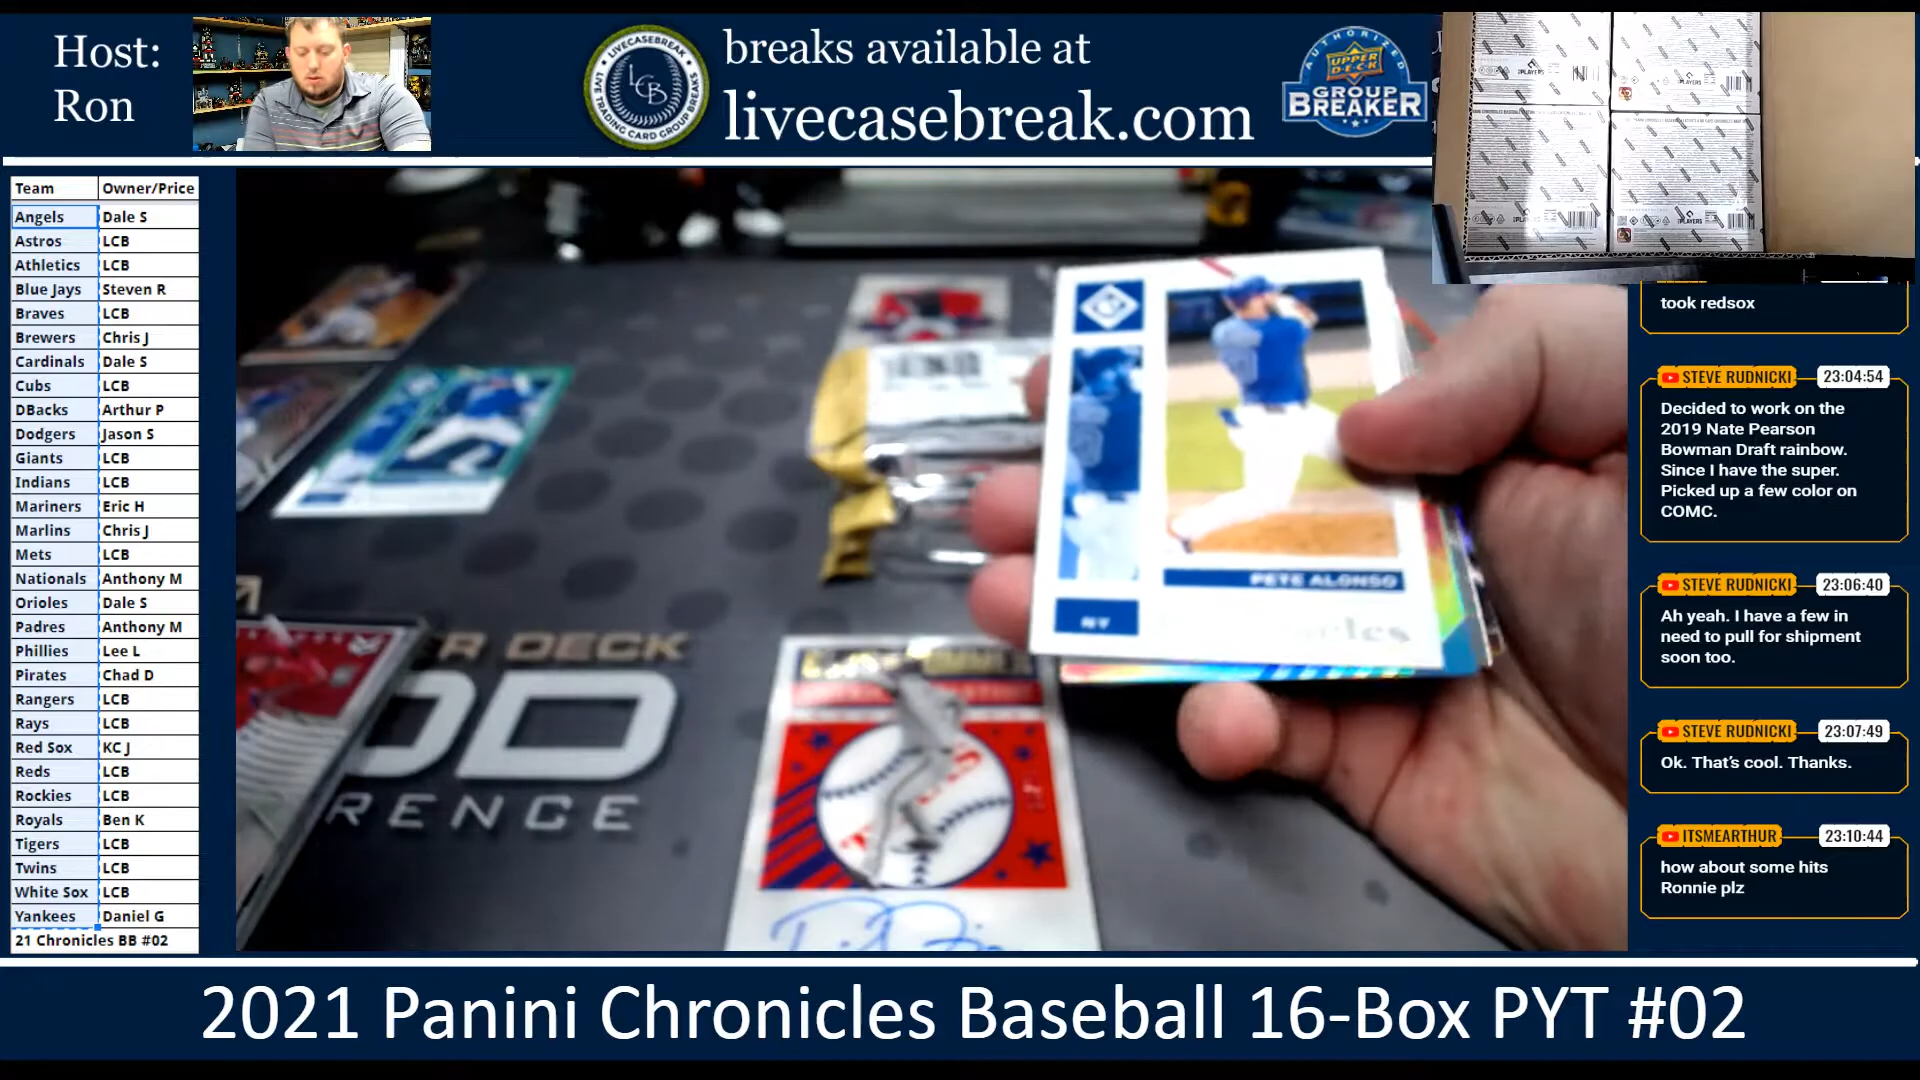 Host:
Ron
LIVECASEBREAK
LCB
LIVE TRADING CARD GROUP BREAKS
breaks available at
livecasebreak.com
AUTHORIZED
UPPER DECK
GROUP
BREAKER
Team Owner/Price
Angels Dale S
Astros LCB
Athletics LCB
Blue Jays Steven R
Braves LCB
Brewers Chris J
Cardinals Dale S
Cubs LCB
DBacks Arthur P
Dodgers Jason S
Giants LCB
Indians LCB
Mariners Eric H
Marlins Chris J
Mets LCB
Nationals Anthony M
Orioles Dale S
Padres Anthony M
Phillies Lee L
Pirates Chad D
Rangers LCB
Rays LCB
Red Sox KC J
Reds LCB
Rockies LCB
Royals Ben K
Tigers LCB
Twins LCB
White Sox LCB
Yankees Daniel G
21 Chronicles BB #02
PETE ALONSO
NY
R DECK
OD
RENCE
took redsox
STEVE RUDNICKI 23:04:54
Decided to work on the
2019 Nate Pearson
Bowman Draft rainbow.
Since I have the super.
Picked up a few color on
COMC.
STEVE RUDNICKI 23:06:40
Ah yeah. I have a few in
need to pull for shipment
soon too.
STEVE RUDNICKI 23:07:49
Ok. That's cool. Thanks.
ITSMEARTHUR 23:10:44
how about some hits
Ronnie plz
2021 Panini Chronicles Baseball 16-Box PYT #02